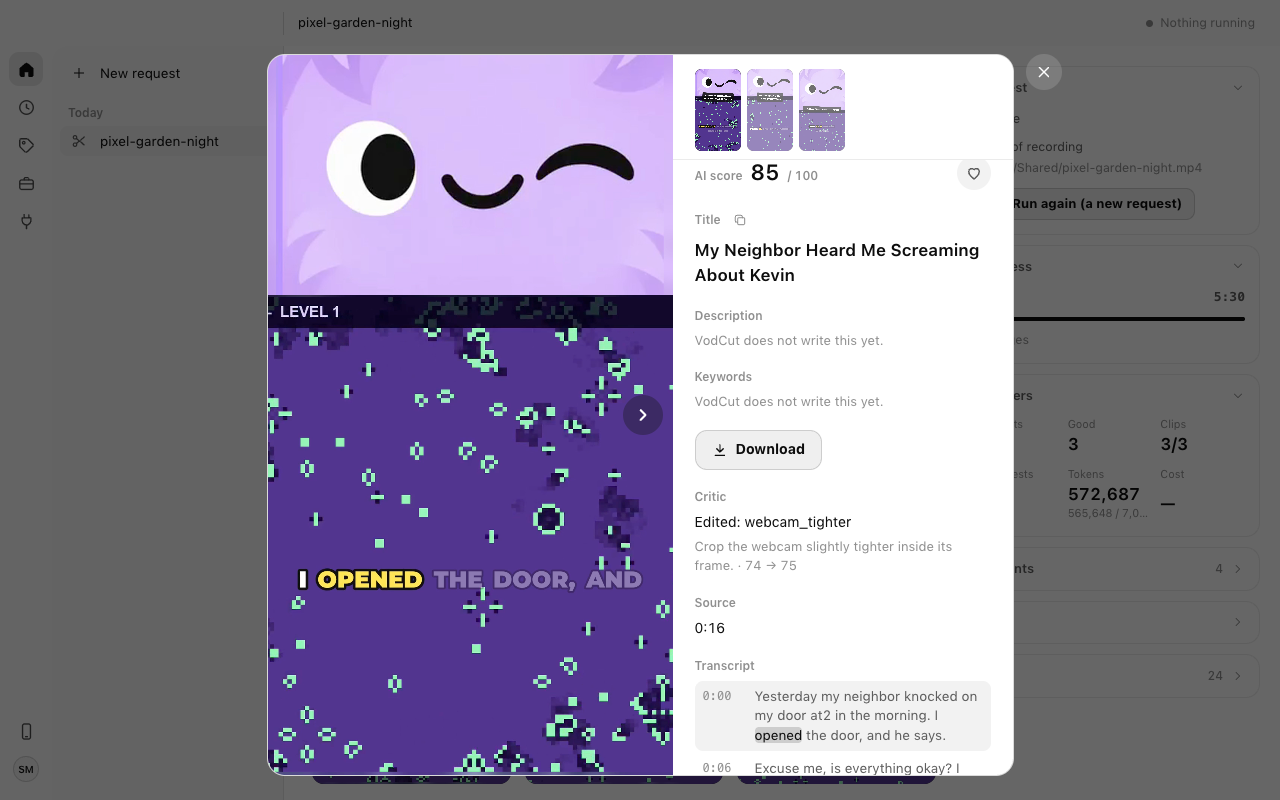 pixel-garden-night
Nothing running
New request
Today
pixel-garden-night
SM
LEVEL 1
I OPENED THE DOOR, AND
AI score 85 / 100
Title
My Neighbor Heard Me Screaming
About Kevin
Description
VodCut does not write this yet.
Keywords
VodCut does not write this yet.
Download
Critic
Edited: webcam_tighter
Crop the webcam slightly tighter inside its
frame. · 74 → 75
Source
0:16
Transcript
0:00 Yesterday my neighbor knocked on
my door at2 in the morning. I
opened the door, and he says.
0:06 Excuse me, is everything okay? I
of recording
/Shared/pixel-garden-night.mp4
Run again (a new request)
5:30
Good
Clips
3
3/3
Tokens
Cost
572,687
—
565,648 / 7,0...
4
24